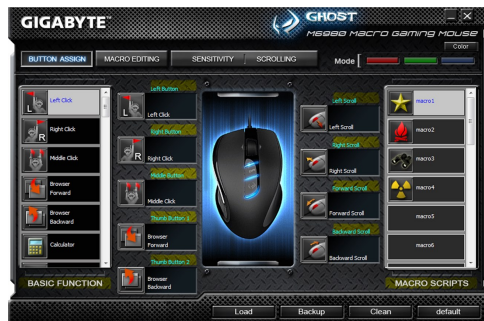 GIGABYTE™
GHOST™
M6980 Macro Gaming Mouse
Color
BUTTON ASSIGN
MACRO EDITING
SENSITIVITY
SCROLLING
Mode
Left Click
Right Click
Middle Click
Browser
Forward
Browser
Backward
Calculator
BASIC FUNCTION
Left Button
Left Click
Right Button
Right Click
Middle Button
Middle Click
Thumb Button 1
Browser
Forward
Thumb Button 2
Browser
Backward
Left Scroll
Left Scroll
Right Scroll
Right Scroll
Forward Scroll
Forward Scroll
Backward Scroll
Backward Scroll
macro1
macro2
macro3
macro4
macro5
macro6
MACRO SCRIPTS
Load
Backup
Clean
default